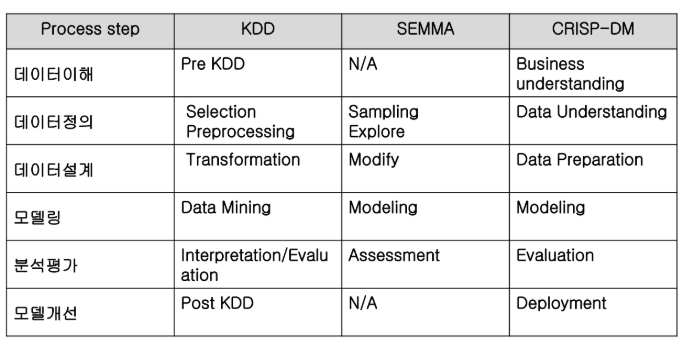 Process step KDD SEMMA CRISP-DM
데이터이해 Pre KDD N/A Business
understanding
데이터정의 Selection Sampling Data Understanding
Preprocessing Explore
데이터설계 Transformation Modify Data Preparation
모델링 Data Mining Modeling Modeling
분석평가 Interpretation/Evalu Assessment Evaluation
ation
모델개선 Post KDD N/A Deployment